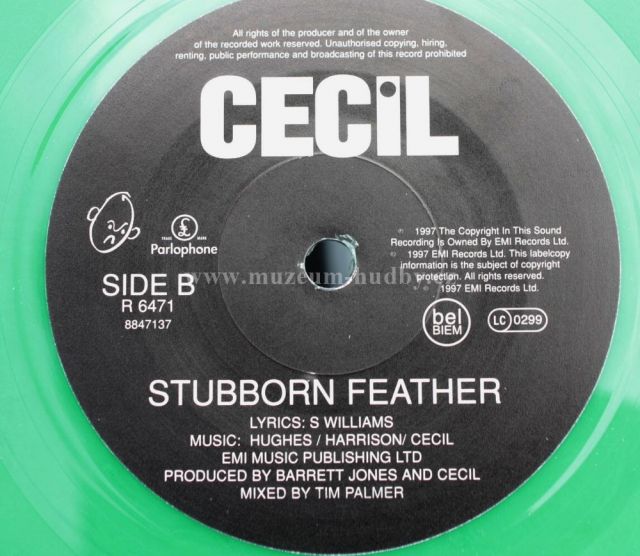 All rights of the producer and of the owner
of the recorded work reserved. Unauthorised copying, hiring,
renting, public performance and broadcasting of this record prohibited
CECIL
TRADE MARK
Parlophone
SIDE B
R 6471
8847137
℗ 1997 The Copyright In This Sound
Recording Is Owned By EMI Records Ltd.
℗ 1997 EMI Records Ltd. This labelcopy
information is the subject of copyright
protection. All rights reserved.
1997 EMI Records Ltd.
bel
BIEM
LC 0299
www.muzeum-hudby.
STUBBORN FEATHER
LYRICS: S WILLIAMS
MUSIC: HUGHES / HARRISON/ CECIL
EMI MUSIC PUBLISHING LTD
PRODUCED BY BARRETT JONES AND CECIL
MIXED BY TIM PALMER